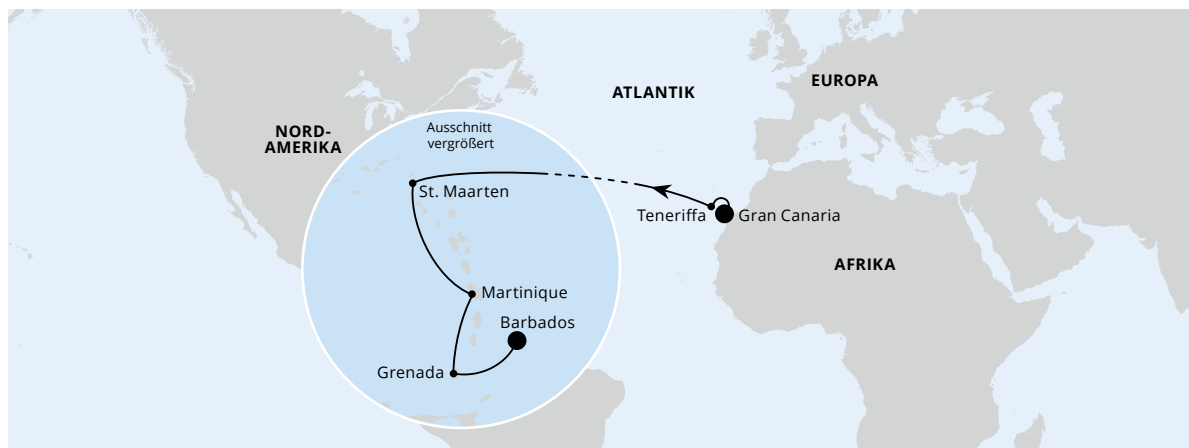 NORD-
AMERIKA
ATLANTIK
EUROPA
AFRIKA
Ausschnitt
vergrößert
St. Maarten
Teneriffa
Gran Canaria
Martinique
Barbados
Grenada